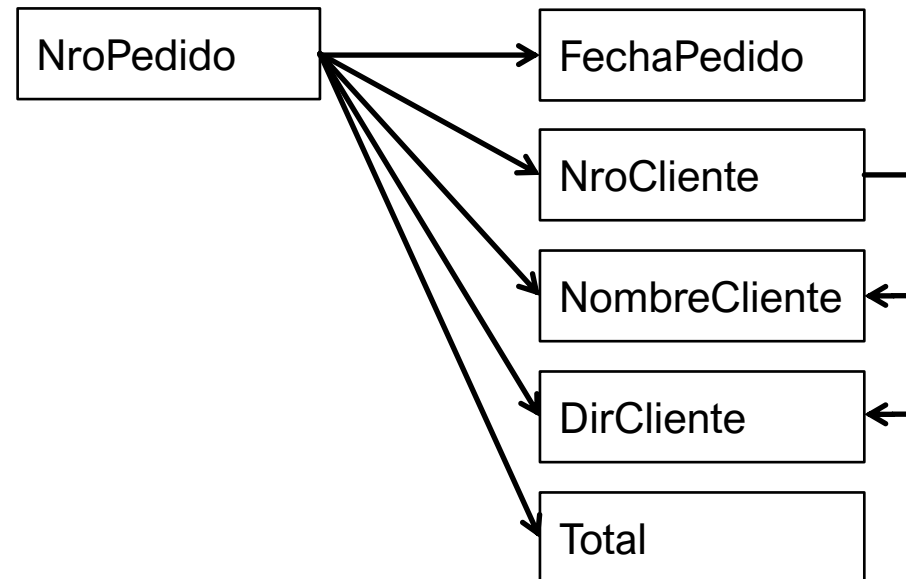 NroPedido
FechaPedido
NroCliente
NombreCliente
DirCliente
Total